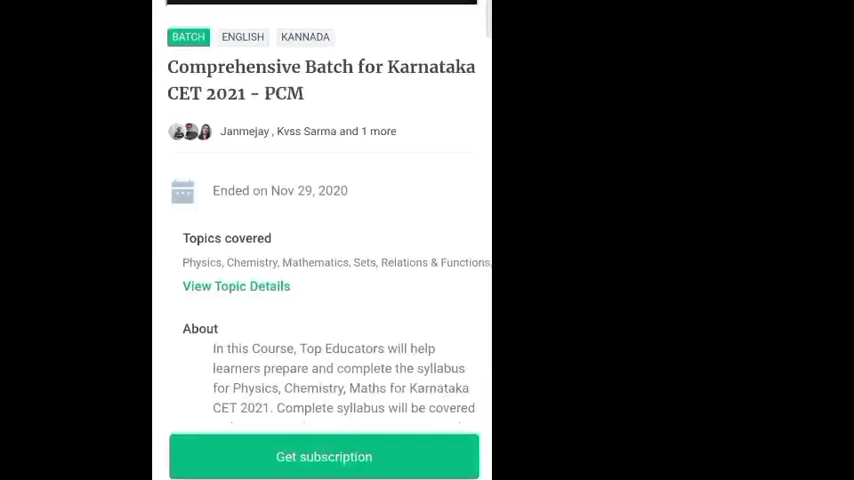 BATCH ENGLISH KANNADA
Comprehensive Batch for Karnataka
CET 2021 - PCM
Janmejay , Kvss Sarma and 1 more
Ended on Nov 29, 2020
Topics covered
Physics, Chemistry, Mathematics, Sets, Relations & Functions,
View Topic Details
About
In this Course, Top Educators will help
learners prepare and complete the syllabus
for Physics, Chemistry, Maths for Karnataka
CET 2021. Complete syllabus will be covered
Get subscription